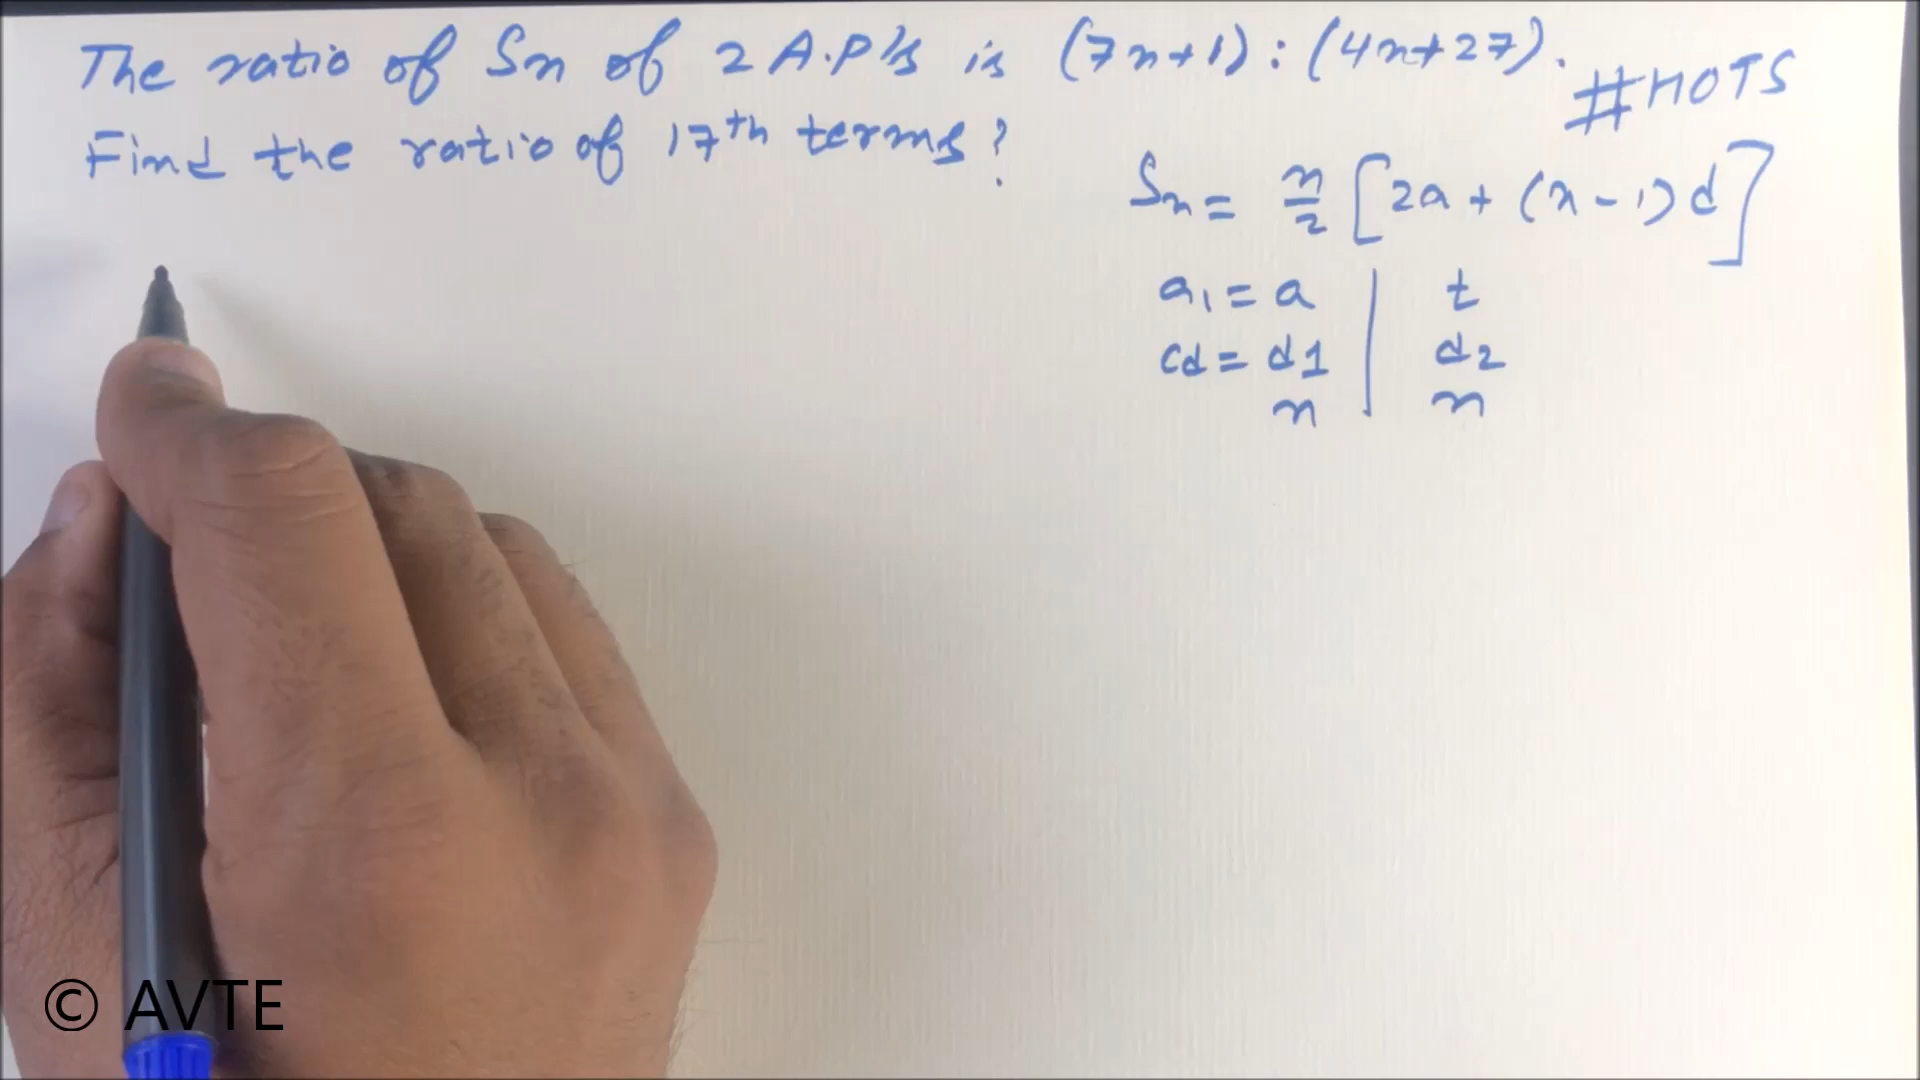 The ratio of Sn of 2 A.P's is (7n+1) : (4n+27).
#HOTS
Find the ratio of 17th terms?
Sn = n/2 [2a + (n-1)d]
a1 = a | t
cd = d1 | d2
n | n
© AVTE